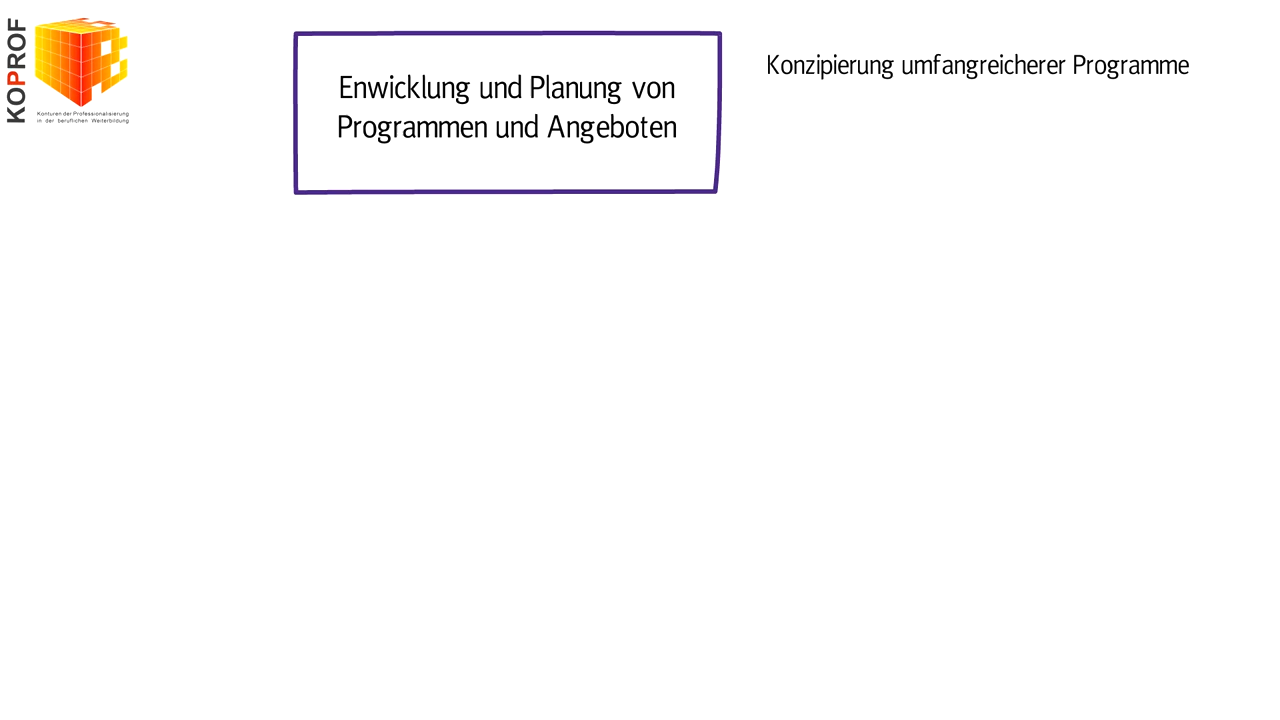 KOPROF
Konturen der Professionalisierung
in der beruflichen Weiterbildung
Enwicklung und Planung von
Programmen und Angeboten
Konzipierung umfangreicherer Programme